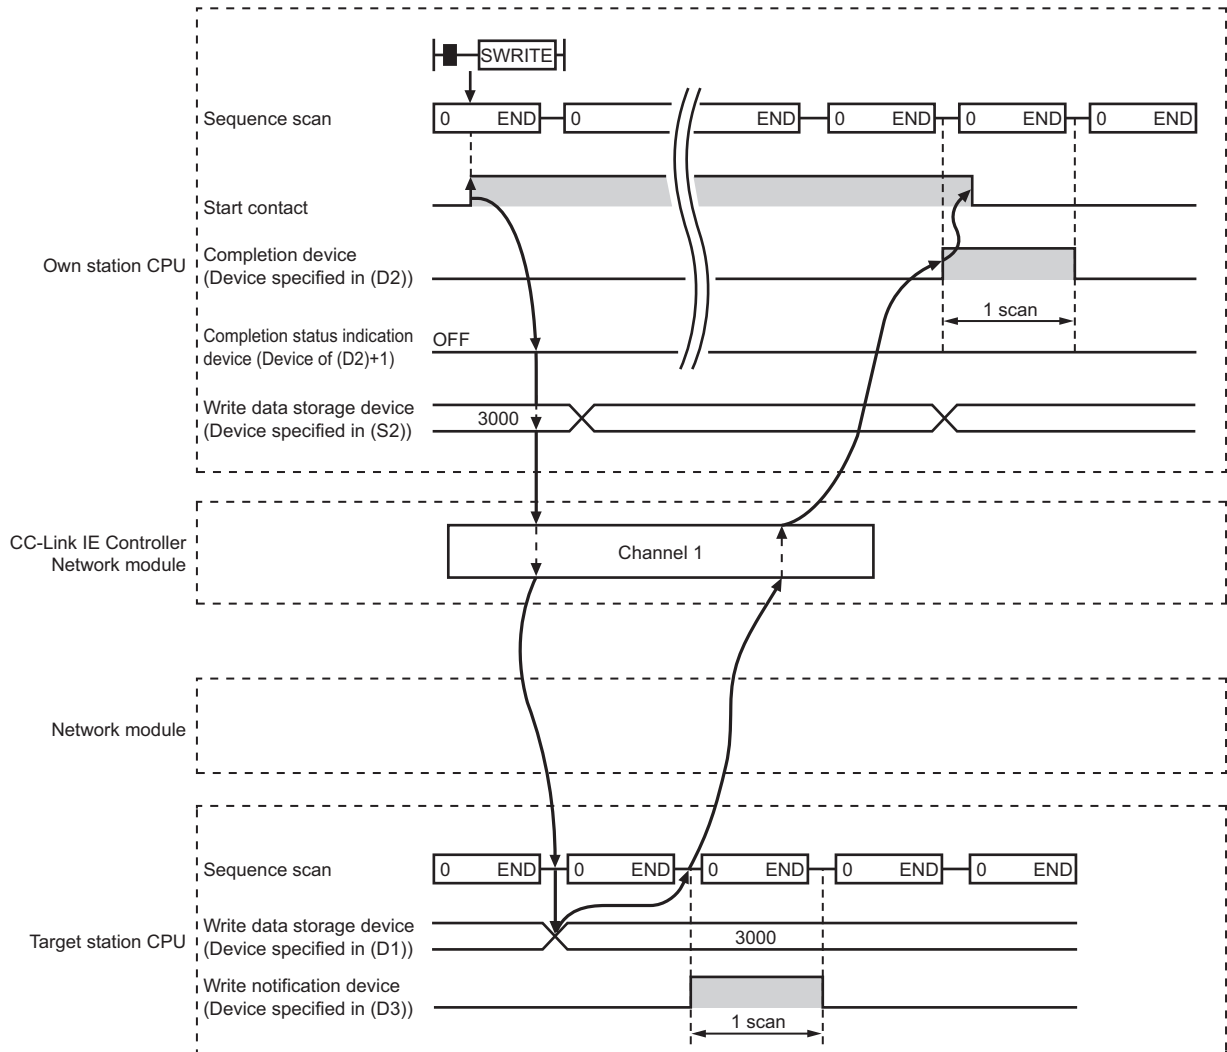 SWRITE
Sequence scan
0 END 0 END 0 END 0 END 0 END
Start contact
Own station CPU
Completion device
(Device specified in (D2))
1 scan
Completion status indication
device (Device of (D2)+1)
OFF
Write data storage device
(Device specified in (S2))
3000
CC-Link IE Controller
Network module
Channel 1
Network module
Target station CPU
Sequence scan
0 END 0 END 0 END 0 END 0 END
Write data storage device
(Device specified in (D1))
3000
Write notification device
(Device specified in (D3))
1 scan